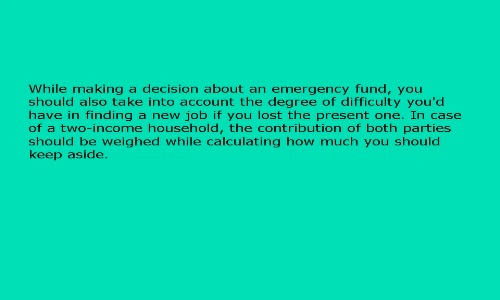 While making a decision about an emergency fund, you
should also take into account the degree of difficulty you'd
have in finding a new job if you lost the present one. In case
of a two-income household, the contribution of both parties
should be weighed while calculating how much you should
keep aside.